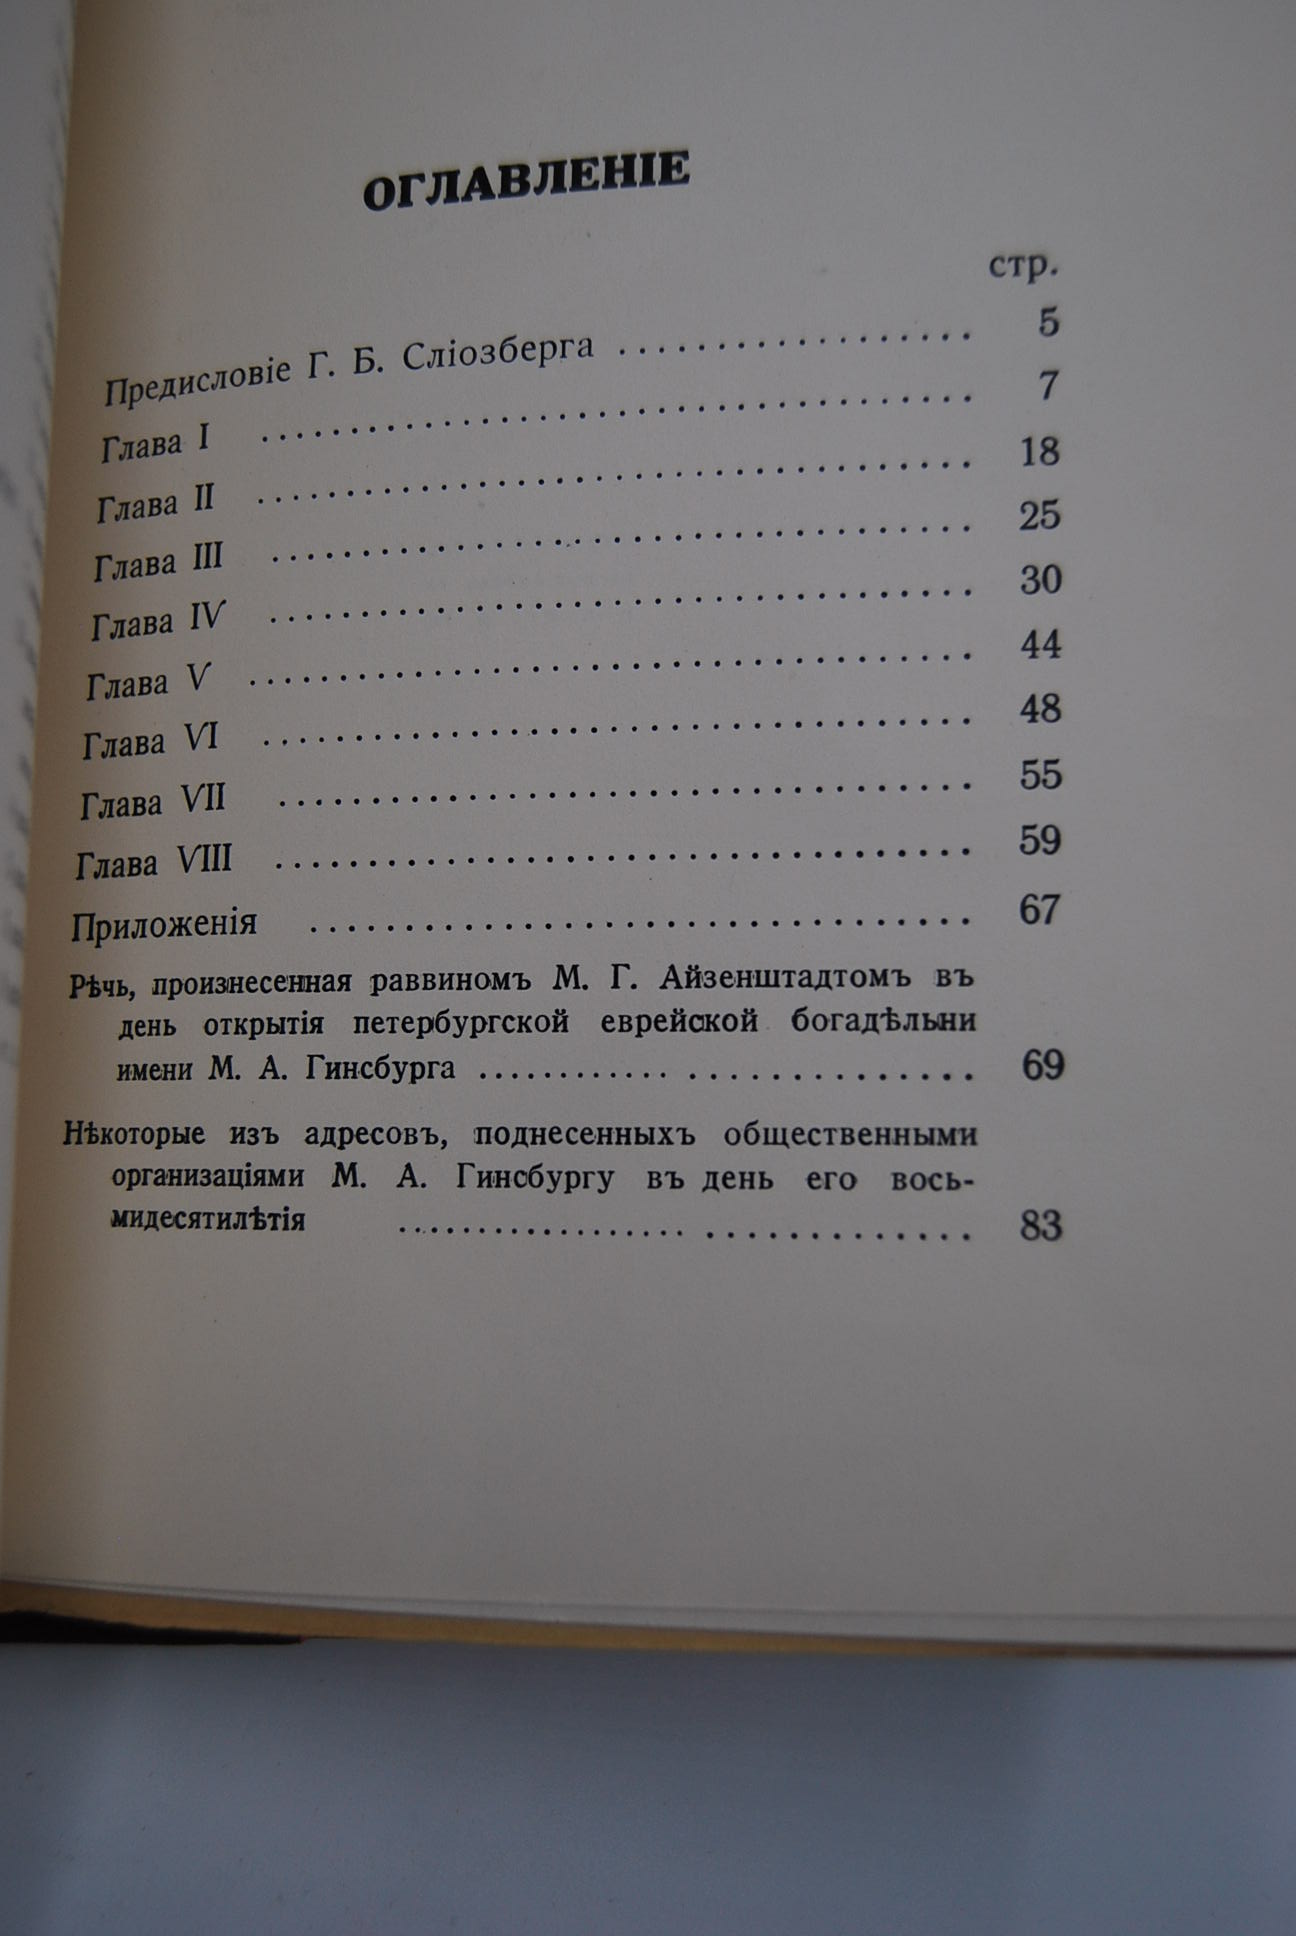 ОГЛАВЛЕНІЕ
стр.
Предисловіе Г. Б. Сліозберга .................. 5
Глава I .................................... 7
Глава II .................................... 18
Глава III .................................... 25
Глава IV .................................... 30
Глава V .................................... 44
Глава VI .................................... 48
Глава VII .................................... 55
Глава VIII .................................... 59
Приложенія .................................. 67
Рѣчь, произнесенная раввиномъ М. Г. Айзенштадтомъ въ
день открытія петербургской еврейской богадѣльни
имени М. А. Гинсбурга ......................... 69
Нѣкоторые изъ адресовъ, поднесенныхъ общественными
организаціями М. А. Гинсбургу въ день его вось-
мидесятилѣтія .............................. 83